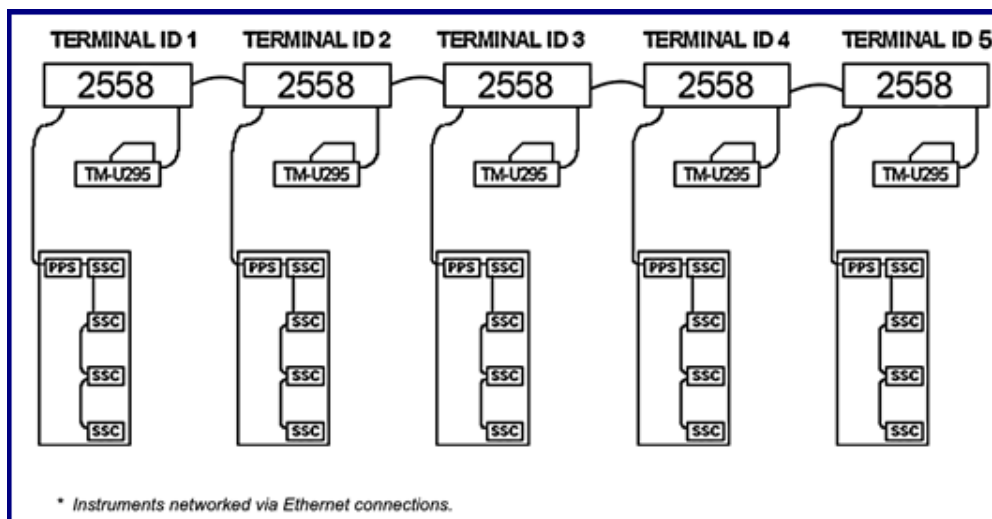 TERMINAL ID 1 TERMINAL ID 2 TERMINAL ID 3 TERMINAL ID 4 TERMINAL ID 5
2558 2558 2558 2558 2558
TM-U295 TM-U295 TM-U295 TM-U295 TM-U295
PPS SSC PPS SSC PPS SSC PPS SSC PPS SSC
SSC SSC SSC SSC SSC
SSC SSC SSC SSC SSC
SSC SSC SSC SSC SSC
* Instruments networked via Ethernet connections.